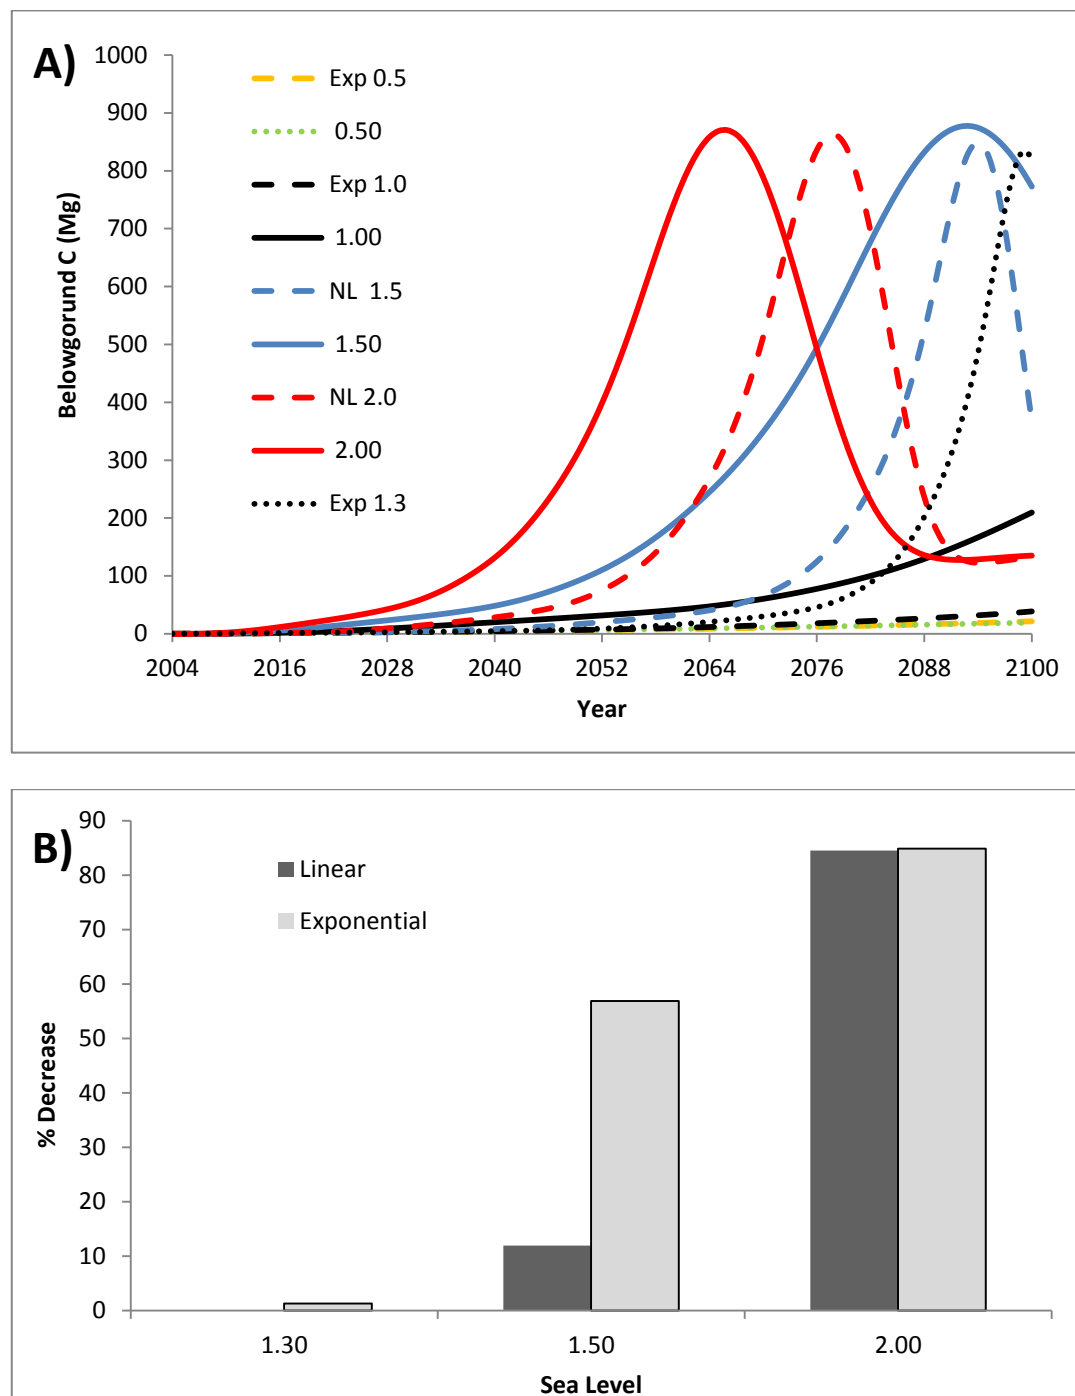 A)
1000
900
800
700
600
500
400
300
200
100
0
Belowgorund C (Mg)
Exp 0.5
0.50
Exp 1.0
1.00
NL 1.5
1.50
NL 2.0
2.00
Exp 1.3
2004 2016 2028 2040 2052 2064 2076 2088 2100
Year
B)
90
80
70
60
50
40
30
20
10
0
% Decrease
Linear
Exponential
1.30 1.50 2.00
Sea Level